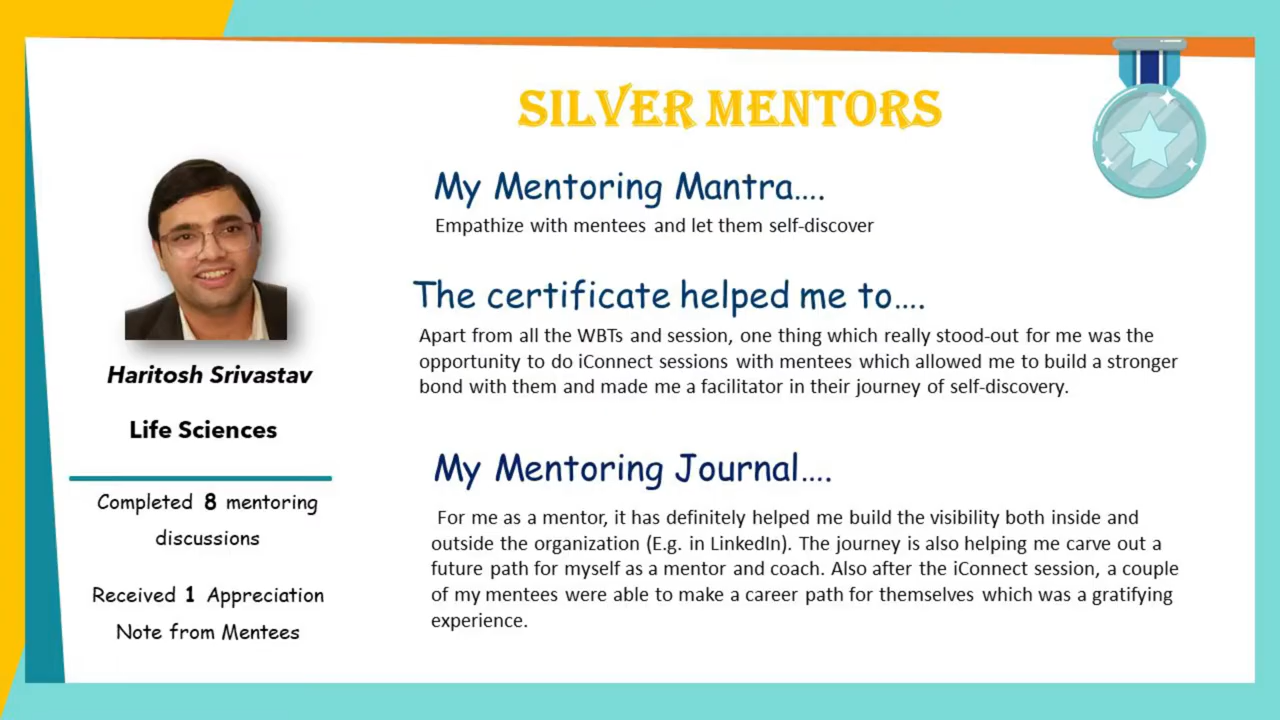 SILVER MENTORS
My Mentoring Mantra....
Empathize with mentees and let them self-discover
The certificate helped me to....
Apart from all the WBTs and session, one thing which really stood-out for me was the
opportunity to do iConnect sessions with mentees which allowed me to build a stronger
bond with them and made me a facilitator in their journey of self-discovery.
Haritosh Srivastav
Life Sciences
Completed 8 mentoring
discussions
Received 1 Appreciation
Note from Mentees
My Mentoring Journal....
For me as a mentor, it has definitely helped me build the visibility both inside and
outside the organization (E.g. in LinkedIn). The journey is also helping me carve out a
future path for myself as a mentor and coach. Also after the iConnect session, a couple
of my mentees were able to make a career path for themselves which was a gratifying
experience.